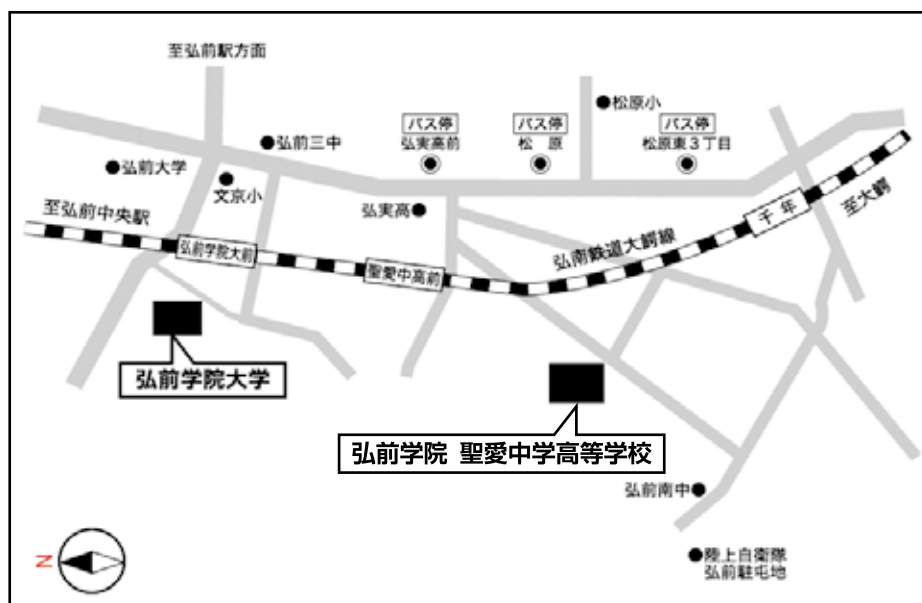 至弘前駅方面
松原小
バス停
弘実高前
バス停
松 原
バス停
松原東３丁目
弘前三中
弘前大学
文京小
弘実高
至弘前中央駅
弘前学院大前
聖愛中高前
弘南鉄道大鰐線
千年
至大鰐
弘前学院大学
弘前学院 聖愛中学高等学校
弘前南中
陸上自衛隊
弘前駐屯地
N